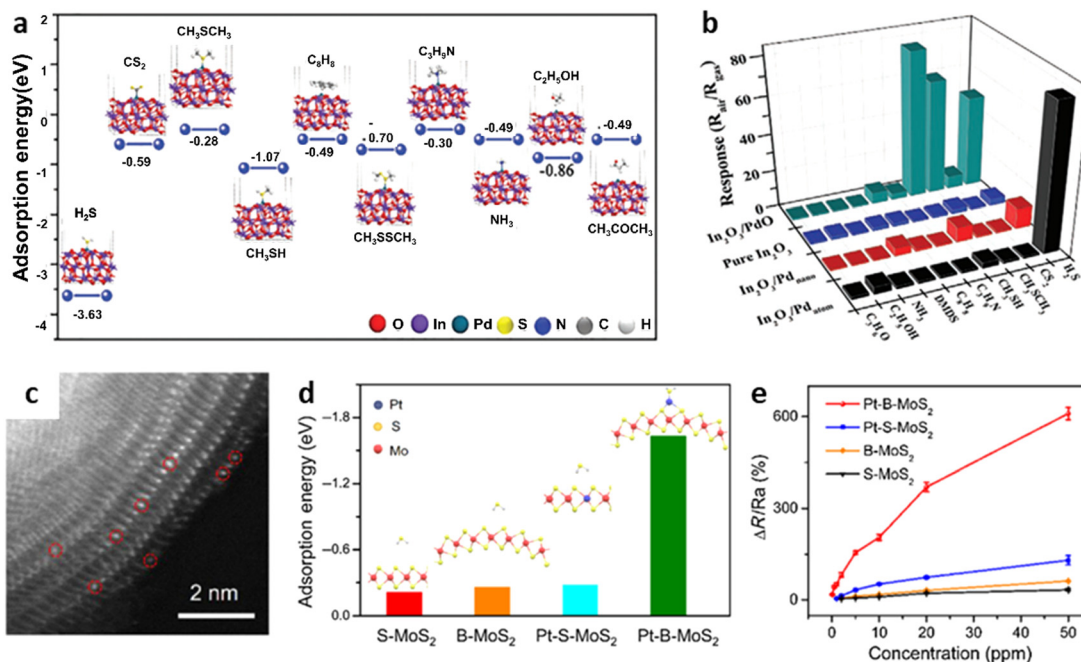 a
Adsorption energy(eV)
2
1
0
-1
-2
-3
-4
H₂S
-3.63
CS₂
-0.59
CH₃SCH₃
-0.28
-1.07
CH₃SH
C₈H₈
-0.49
-
0.70
CH₃SSCH₃
C₃H₉N
-0.30
-0.49
NH₃
C₂H₅OH
-0.86
-0.49
CH₃COCH₃
O In Pd S N C H
b
Response (R_air/R_gas)
80
60
40
20
0
In₂O₃/PdO
Pure In₂O₃
In₂O₃/Pd_nano
In₂O₃/Pd_atom
C₃H₆O
C₂H₅OH
NH₃
DMDS
C₈H₈
C₃H₉N
CH₃SH
CH₃SCH₃
CS₂
H₂S
c
2 nm
d
Adsorption energy (eV)
-1.8
-1.2
-0.6
0.0
Pt
S
Mo
S-MoS₂ B-MoS₂ Pt-S-MoS₂ Pt-B-MoS₂
e
ΔR/Ra (%)
600
300
0
Pt-B-MoS₂
Pt-S-MoS₂
B-MoS₂
S-MoS₂
0 10 20 30 40 50
Concentration (ppm)